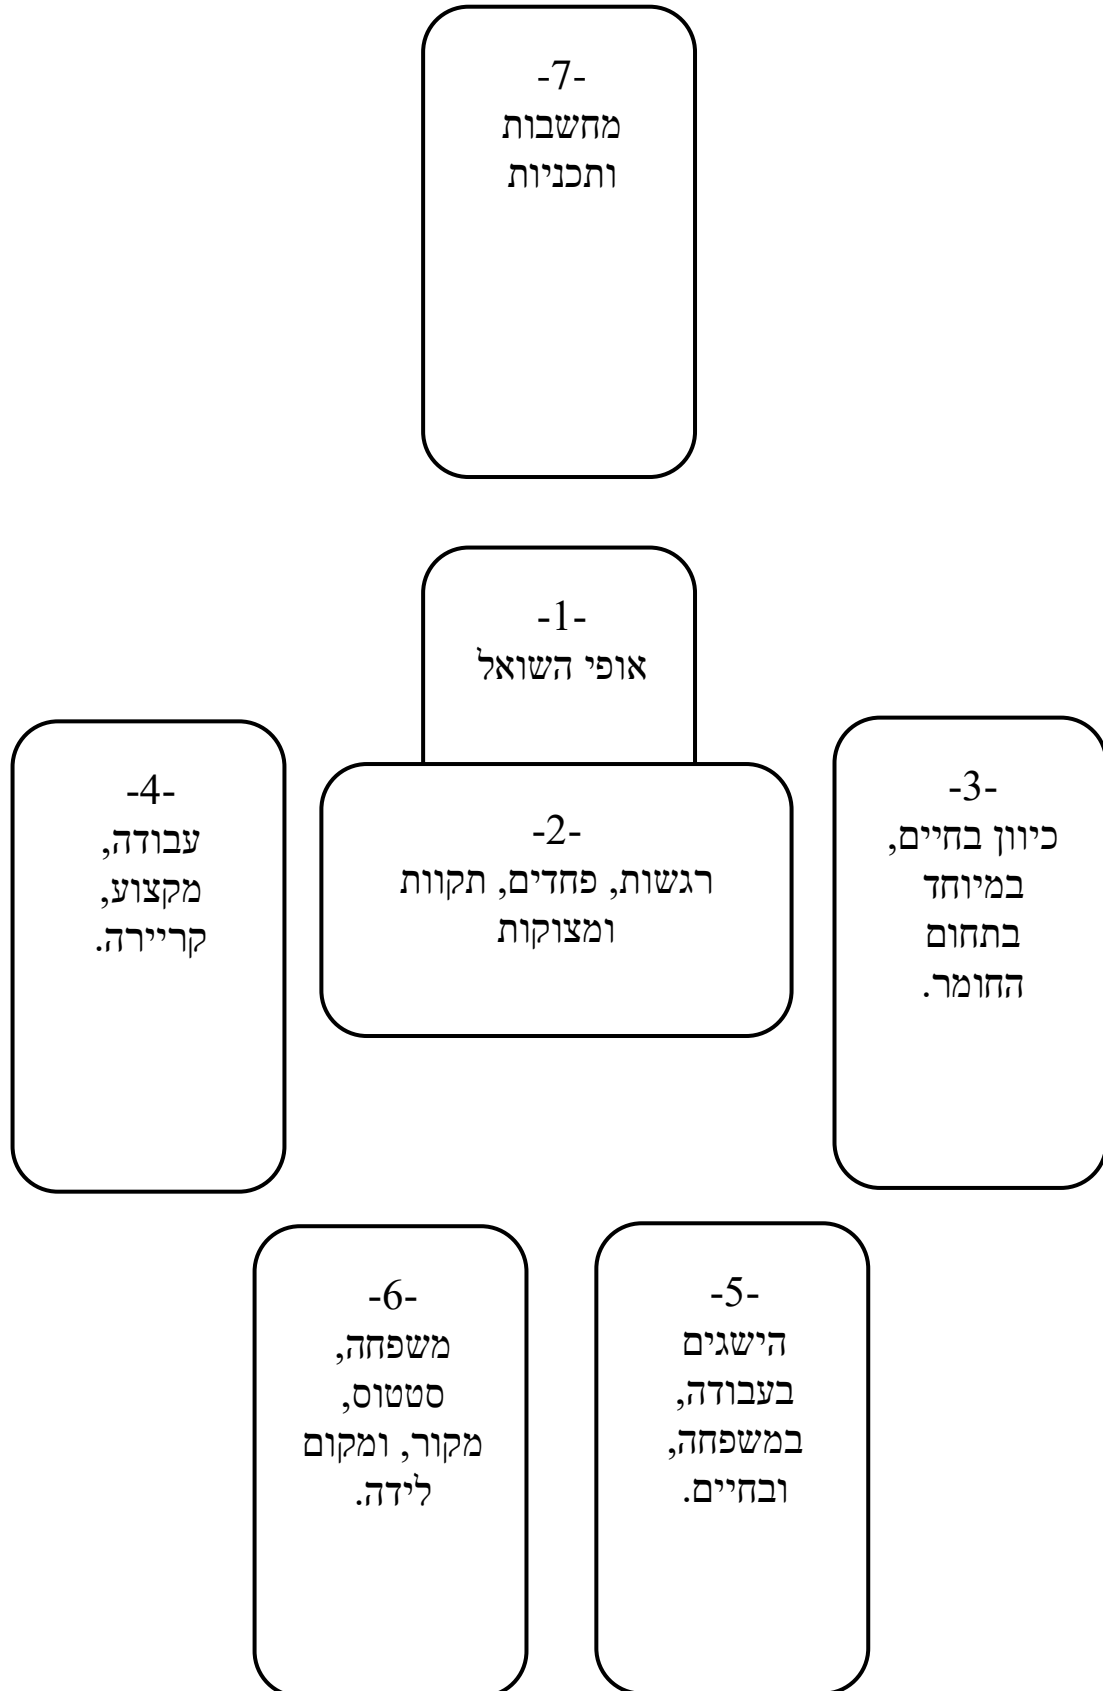 -7-
מחשבות
ותכניות
-1-
אופי השואל
-3-
כיוון בחיים,
במיוחד
בתחום
החומר.
-4-
עבודה,
מקצוע,
קריירה.
-2-
רגשות, פחדים, תקוות
ומצוקות
-5-
הישגים
בעבודה,
במשפחה,
ובחיים.
-6-
משפחה,
סטטוס,
מקור, ומקום
לידה.